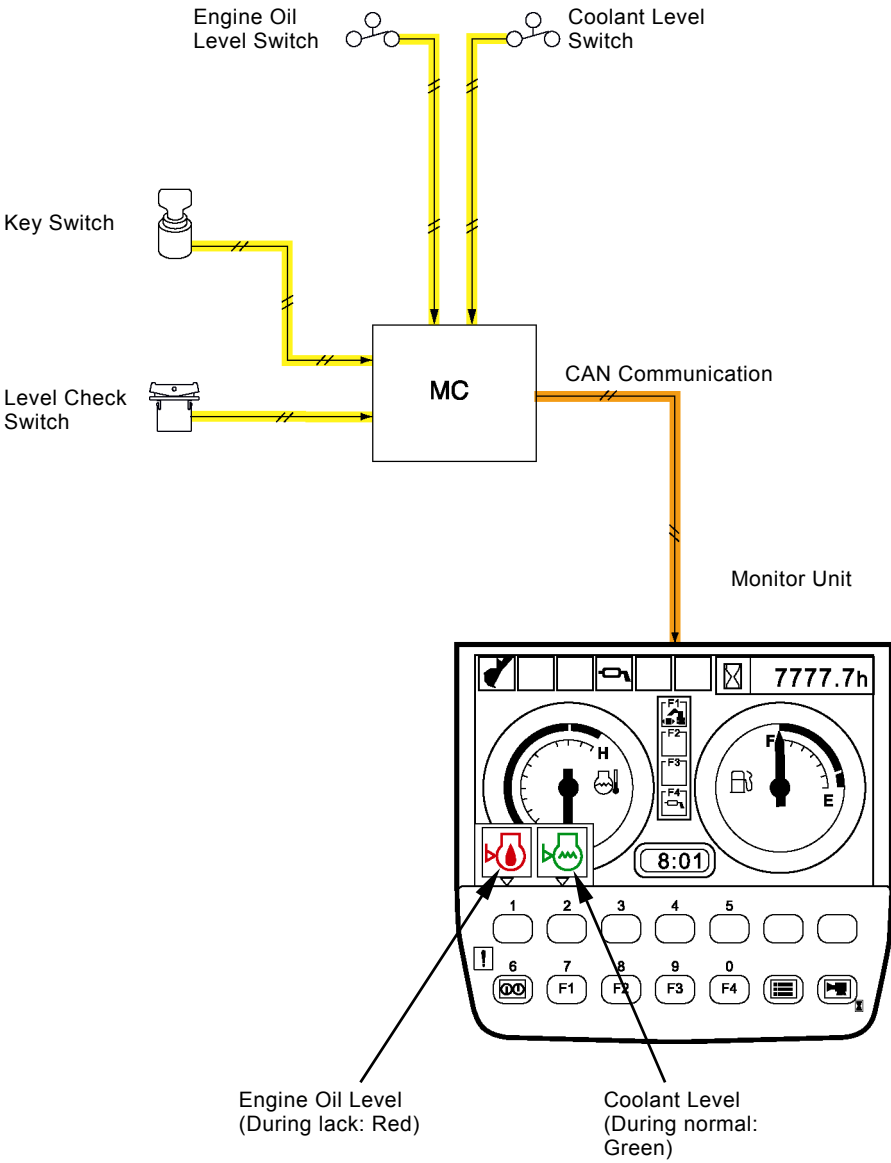 Engine Oil
Level Switch
Coolant Level
Switch
Key Switch
Level Check
Switch
MC
CAN Communication
Monitor Unit
7777.7h
H
F1
F2
F3
F4
F
E
8:01
1 2 3 4 5
!
6 7 8 9 0
F1 F2 F3 F4
Engine Oil Level
(During lack: Red)
Coolant Level
(During normal:
Green)